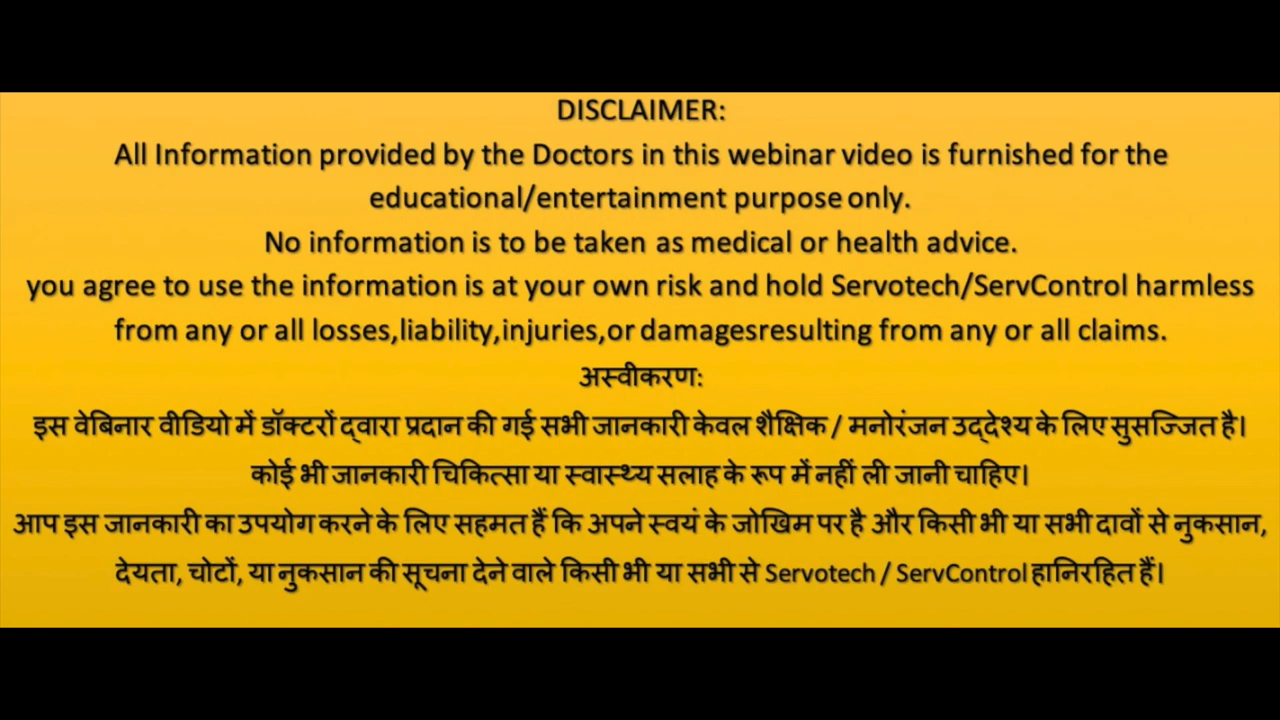 DISCLAIMER:
All Information provided by the Doctors in this webinar video is furnished for the
educational/entertainment purpose only.
No information is to be taken as medical or health advice.
you agree to use the information is at your own risk and hold Servotech/ServControl harmless
from any or all losses,liability,injuries,or damagesresulting from any or all claims.
अस्वीकरण:
इस वेबिनार वीडियो में डॉक्टरों द्वारा प्रदान की गई सभी जानकारी केवल शैक्षिक / मनोरंजन उद्देश्य के लिए सुसज्जित है।
कोई भी जानकारी चिकित्सा या स्वास्थ्य सलाह के रूप में नहीं ली जानी चाहिए।
आप इस जानकारी का उपयोग करने के लिए सहमत हैं कि अपने स्वयं के जोखिम पर है और किसी भी या सभी दावों से नुकसान,
देयता, चोटों, या नुकसान की सूचना देने वाले किसी भी या सभी से Servotech / ServControl हानिरहित हैं।